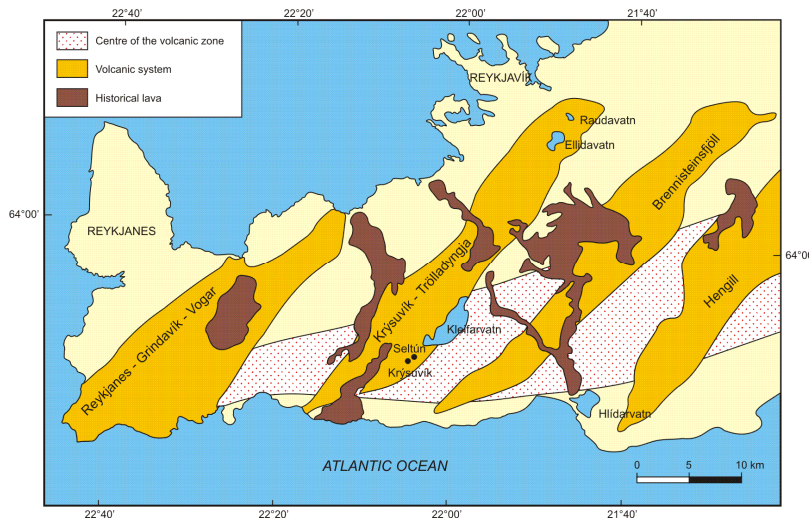 22°40'
22°20'
22°00'
21°40'
Centre of the volcanic zone
Volcanic system
Historical lava
REYKJAVÍK
Raudavatn
Ellidavatn
Brennisteinsfjöll
64°00'
REYKJANES
64°00'
Krýsuvík - Trölladyngja
Hengill
Reykjanes - Grindavík - Vogar
Kleifarvatn
Seltún
Krýsuvík
Hlídarvatn
ATLANTIC OCEAN
0 5 10 km
22°40'
22°20'
22°00'
21°40'